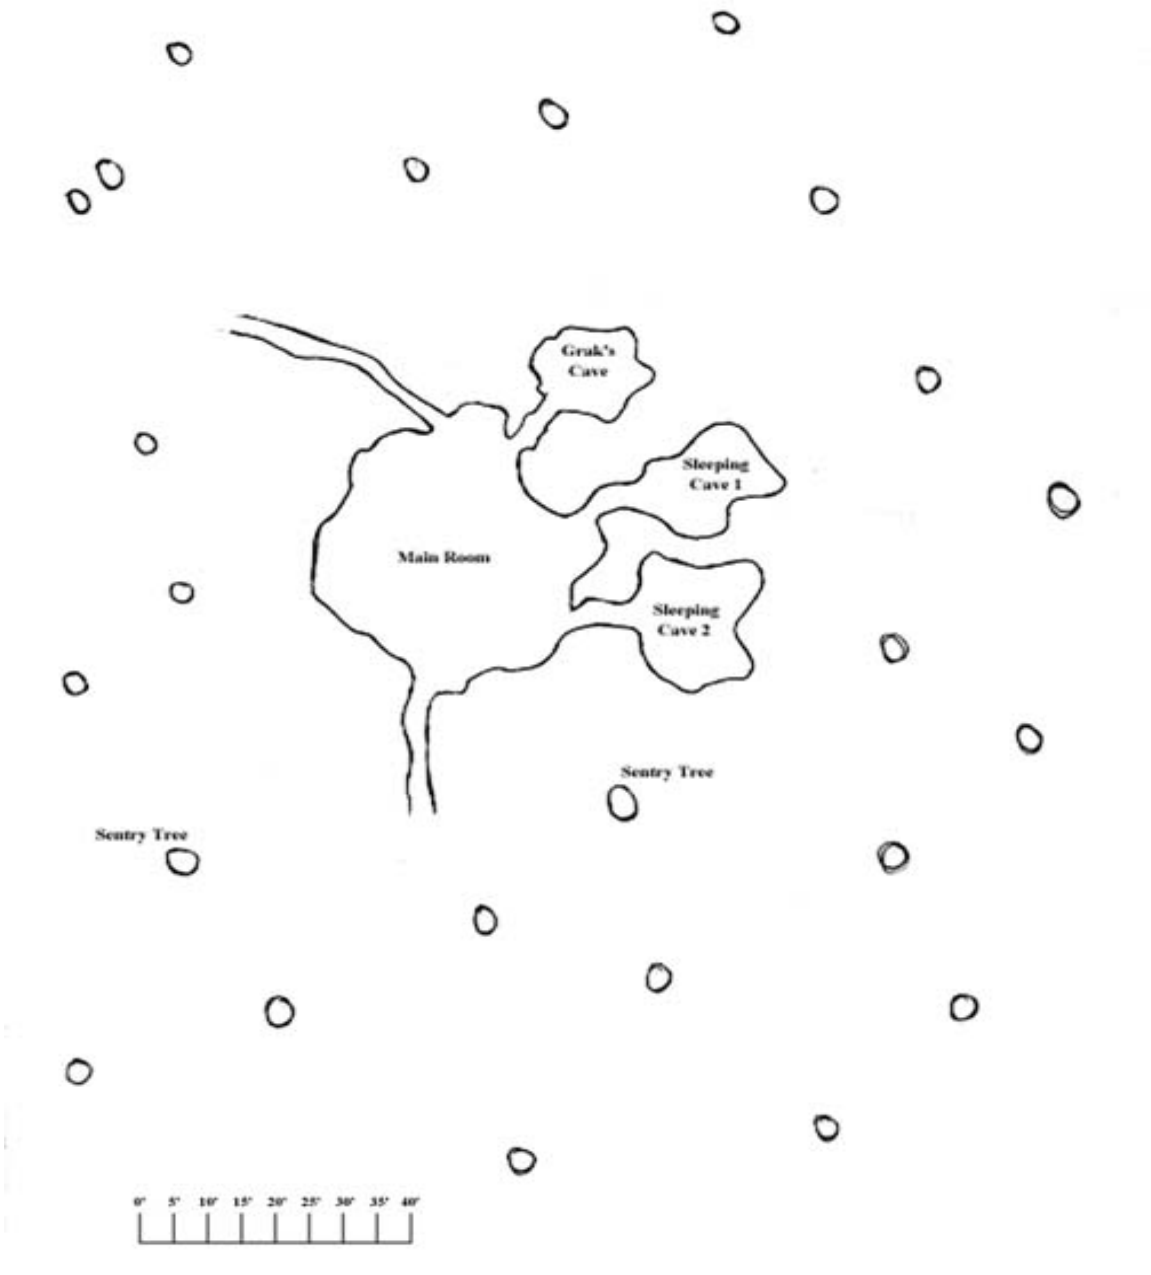 Grak's
Cave
Sleeping
Cave 1
Main Room
Sleeping
Cave 2
Sentry Tree
Sentry Tree
0' 5' 10' 15' 20' 25' 30' 35' 40'